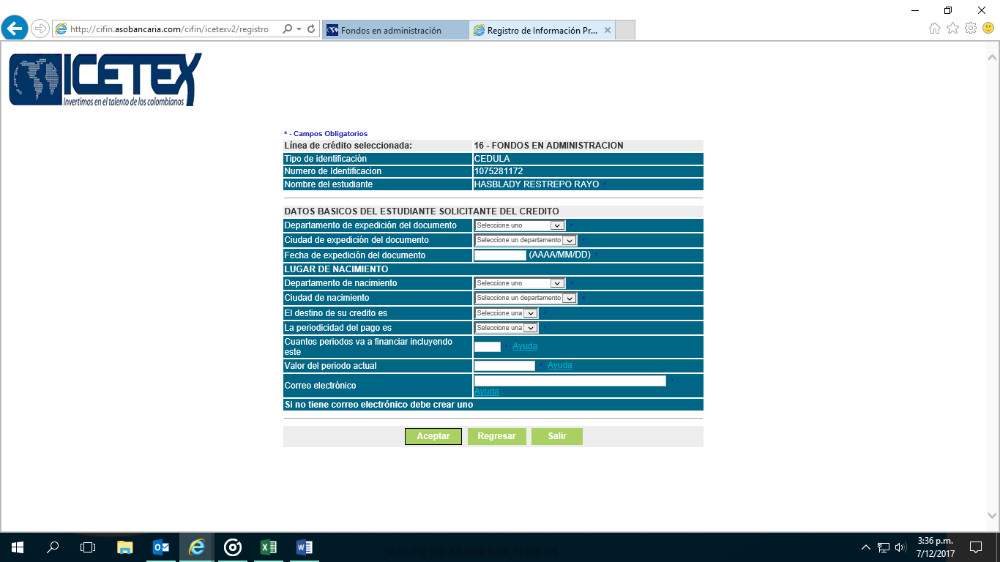 http://cifin.asobancaria.com/cifin/icetexv2/registro
Fondos en administración
Registro de Información Pr...
ICETEX
Invertimos en el talento de los colombianos
* - Campos Obligatorios
Línea de crédito seleccionada: 16 - FONDOS EN ADMINISTRACION
Tipo de identificación CEDULA
Numero de Identificacion 1075281172
Nombre del estudiante HASBLADY RESTREPO RAYO *
DATOS BASICOS DEL ESTUDIANTE SOLICITANTE DEL CREDITO
Departamento de expedición del documento Seleccione uno *
Ciudad de expedición del documento Seleccione un departamento *
Fecha de expedición del documento (AAAA/MM/DD) *
LUGAR DE NACIMIENTO
Departamento de nacimiento Seleccione uno *
Ciudad de nacimiento Seleccione un departamento *
El destino de su credito es Seleccione una *
La periodicidad del pago es Seleccione una *
Cuantos periodos va a financiar incluyendo
este * Ayuda
Valor del periodo actual * Ayuda
Correo electrónico *
Ayuda
Si no tiene correo electrónico debe crear uno
Aceptar Regresar Salir
GRUPO DE RECURSOS FISICOS
3:36 p.m.
7/12/2017